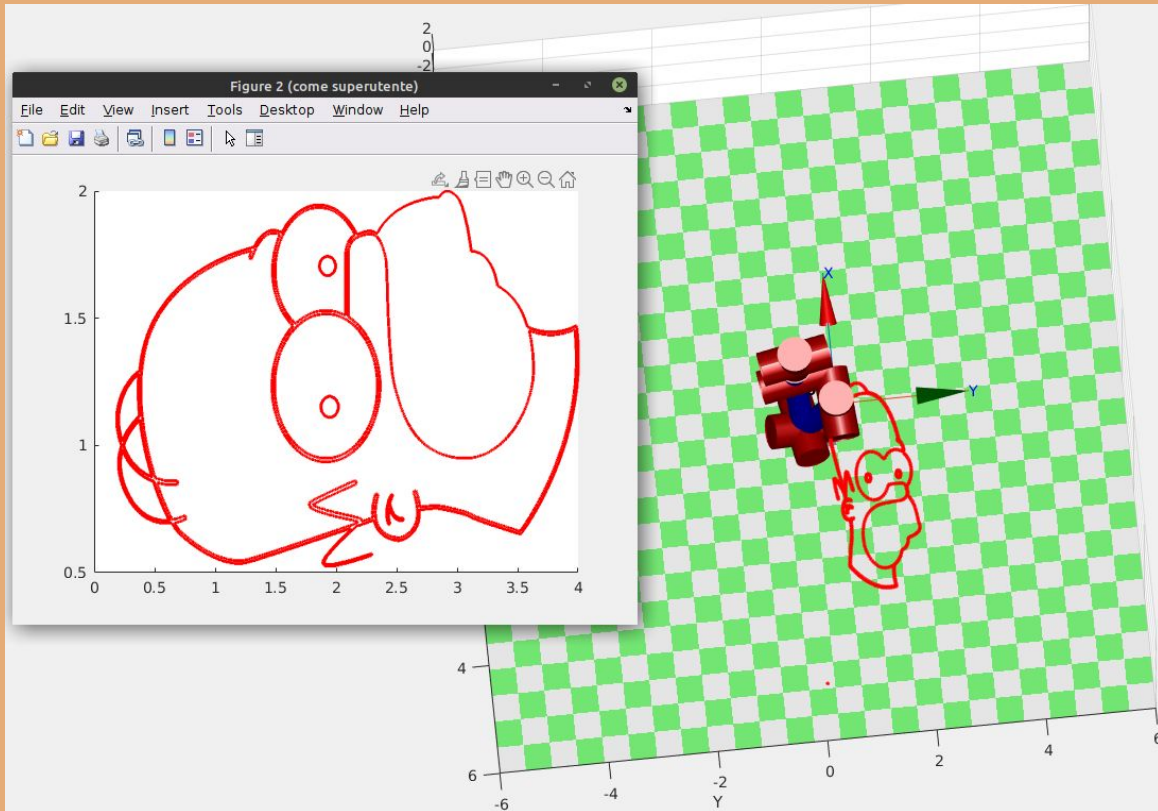 Figure 2 (come superutente)
File Edit View Insert Tools Desktop Window Help
2
1.5
1
0.5
0 0.5 1 1.5 2 2.5 3 3.5 4
2
0
-2
X
Y
4
6
-6 -4 -2 0 2 4 6
Y